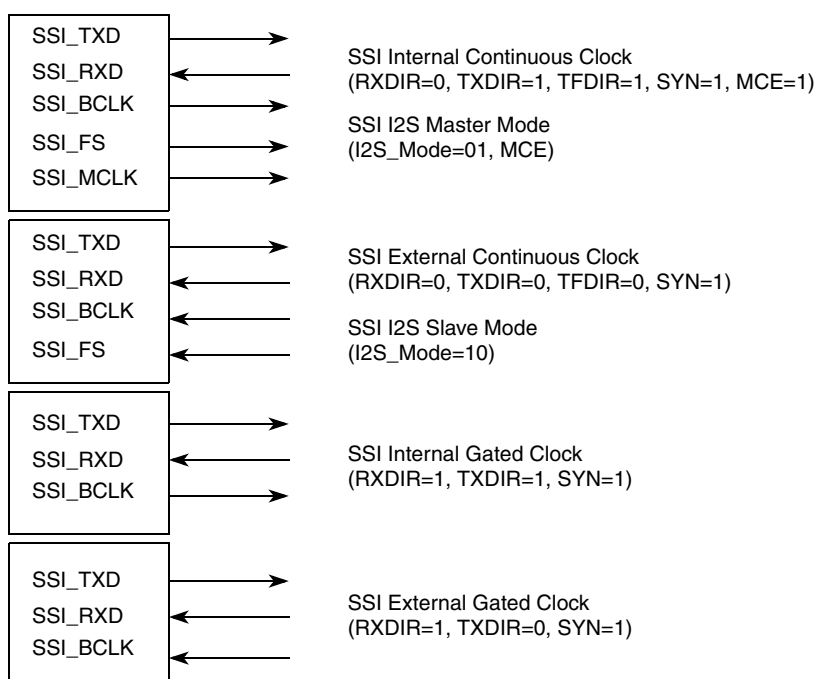 SSI_TXD
SSI_RXD
SSI_BCLK
SSI_FS
SSI_MCLK
SSI Internal Continuous Clock
(RXDIR=0, TXDIR=1, TFDIR=1, SYN=1, MCE=1)
SSI I2S Master Mode
(I2S_Mode=01, MCE)
SSI_TXD
SSI_RXD
SSI_BCLK
SSI_FS
SSI External Continuous Clock
(RXDIR=0, TXDIR=0, TFDIR=0, SYN=1)
SSI I2S Slave Mode
(I2S_Mode=10)
SSI_TXD
SSI_RXD
SSI_BCLK
SSI Internal Gated Clock
(RXDIR=1, TXDIR=1, SYN=1)
SSI_TXD
SSI_RXD
SSI_BCLK
SSI External Gated Clock
(RXDIR=1, TXDIR=0, SYN=1)